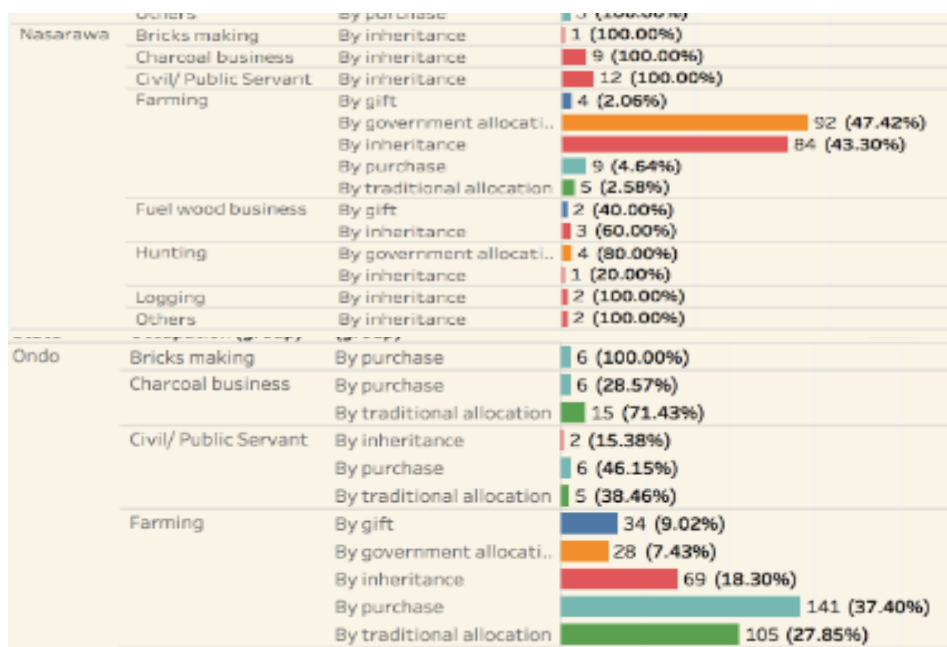 Others By purchase 3 (100.00%)
Nasarawa Bricks making By inheritance 1 (100.00%)
Charcoal business By inheritance 9 (100.00%)
Civil/ Public Servant By inheritance 12 (100.00%)
Farming By gift 4 (2.06%)
By government allocati.. 92 (47.42%)
By inheritance 84 (43.30%)
By purchase 9 (4.64%)
By traditional allocation 5 (2.58%)
Fuel wood business By gift 2 (40.00%)
By inheritance 3 (60.00%)
Hunting By government allocati.. 4 (80.00%)
By inheritance 1 (20.00%)
Logging By inheritance 2 (100.00%)
Others By inheritance 2 (100.00%)
Ondo Bricks making By purchase 6 (100.00%)
Charcoal business By purchase 6 (28.57%)
By traditional allocation 15 (71.43%)
Civil/ Public Servant By inheritance 2 (15.38%)
By purchase 6 (46.15%)
By traditional allocation 5 (38.46%)
Farming By gift 34 (9.02%)
By government allocati.. 28 (7.43%)
By inheritance 69 (18.30%)
By purchase 141 (37.40%)
By traditional allocation 105 (27.85%)